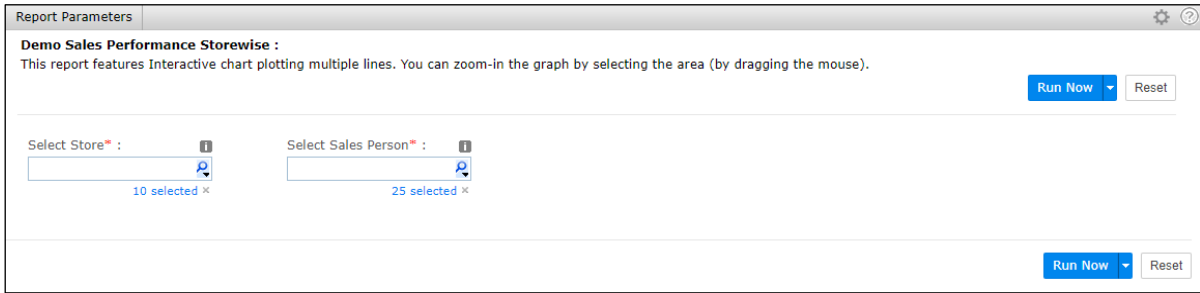 Report Parameters
Demo Sales Performance Storewise :
This report features Interactive chart plotting multiple lines. You can zoom-in the graph by selecting the area (by dragging the mouse).
Run Now Reset
Select Store* : Select Sales Person* :
10 selected × 25 selected ×
Run Now Reset